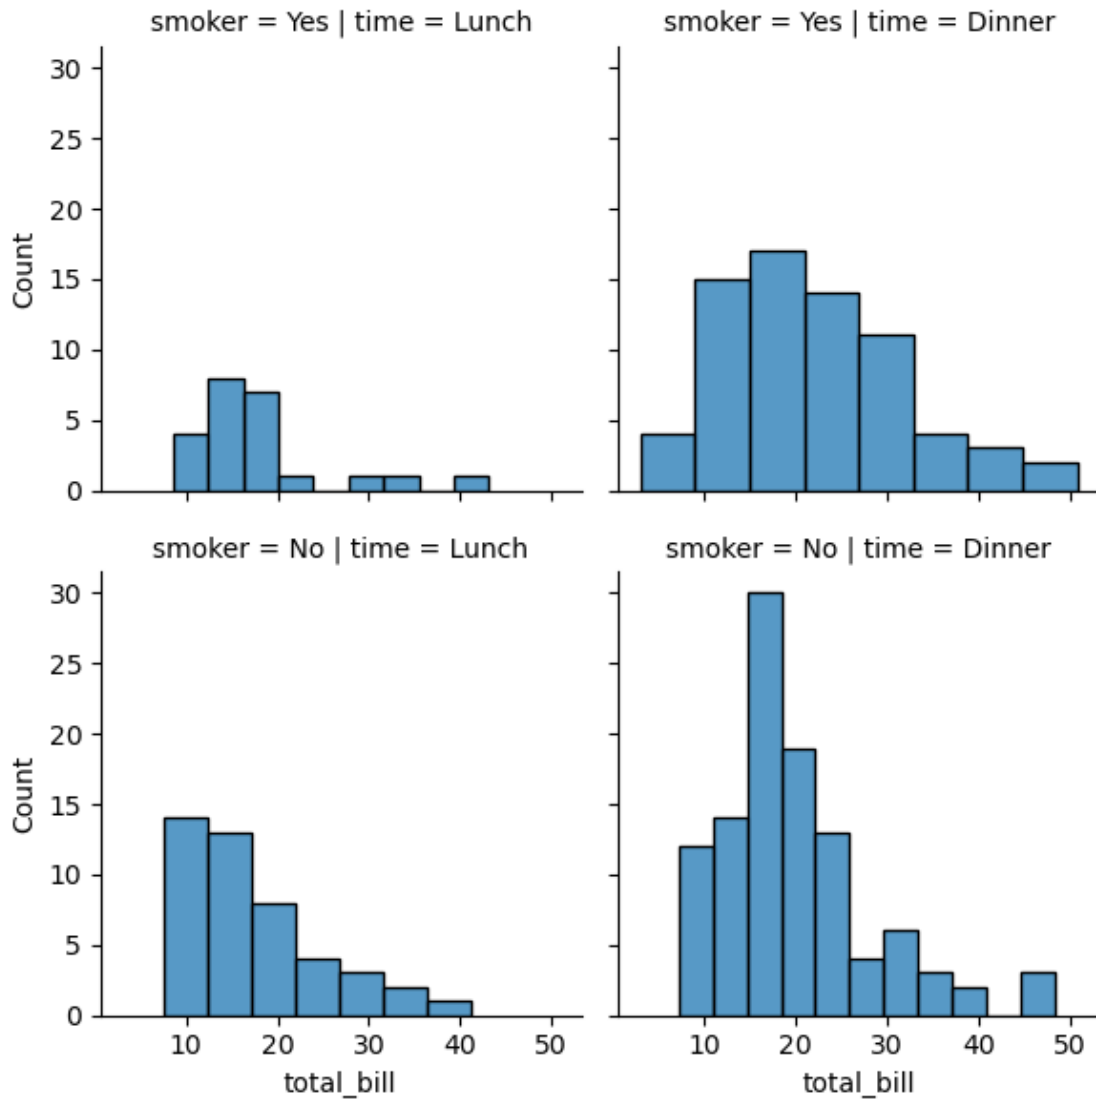 smoker = Yes | time = Lunch
smoker = Yes | time = Dinner
30
25
20
15
10
5
0
Count
smoker = No | time = Lunch
smoker = No | time = Dinner
30
25
20
15
10
5
0
Count
10 20 30 40 50
total_bill
10 20 30 40 50
total_bill